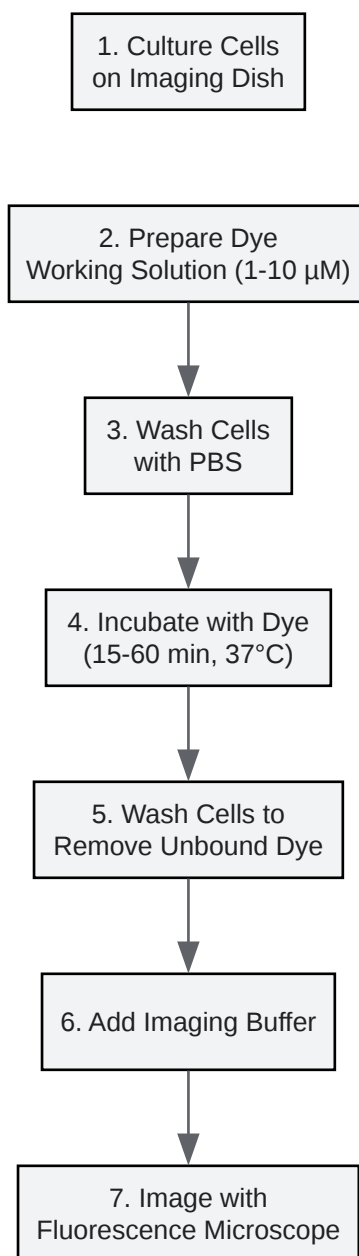 1. Culture Cells
on Imaging Dish
2. Prepare Dye
Working Solution (1-10 µM)
3. Wash Cells
with PBS
4. Incubate with Dye
(15-60 min, 37°C)
5. Wash Cells to
Remove Unbound Dye
6. Add Imaging Buffer
7. Image with
Fluorescence Microscope